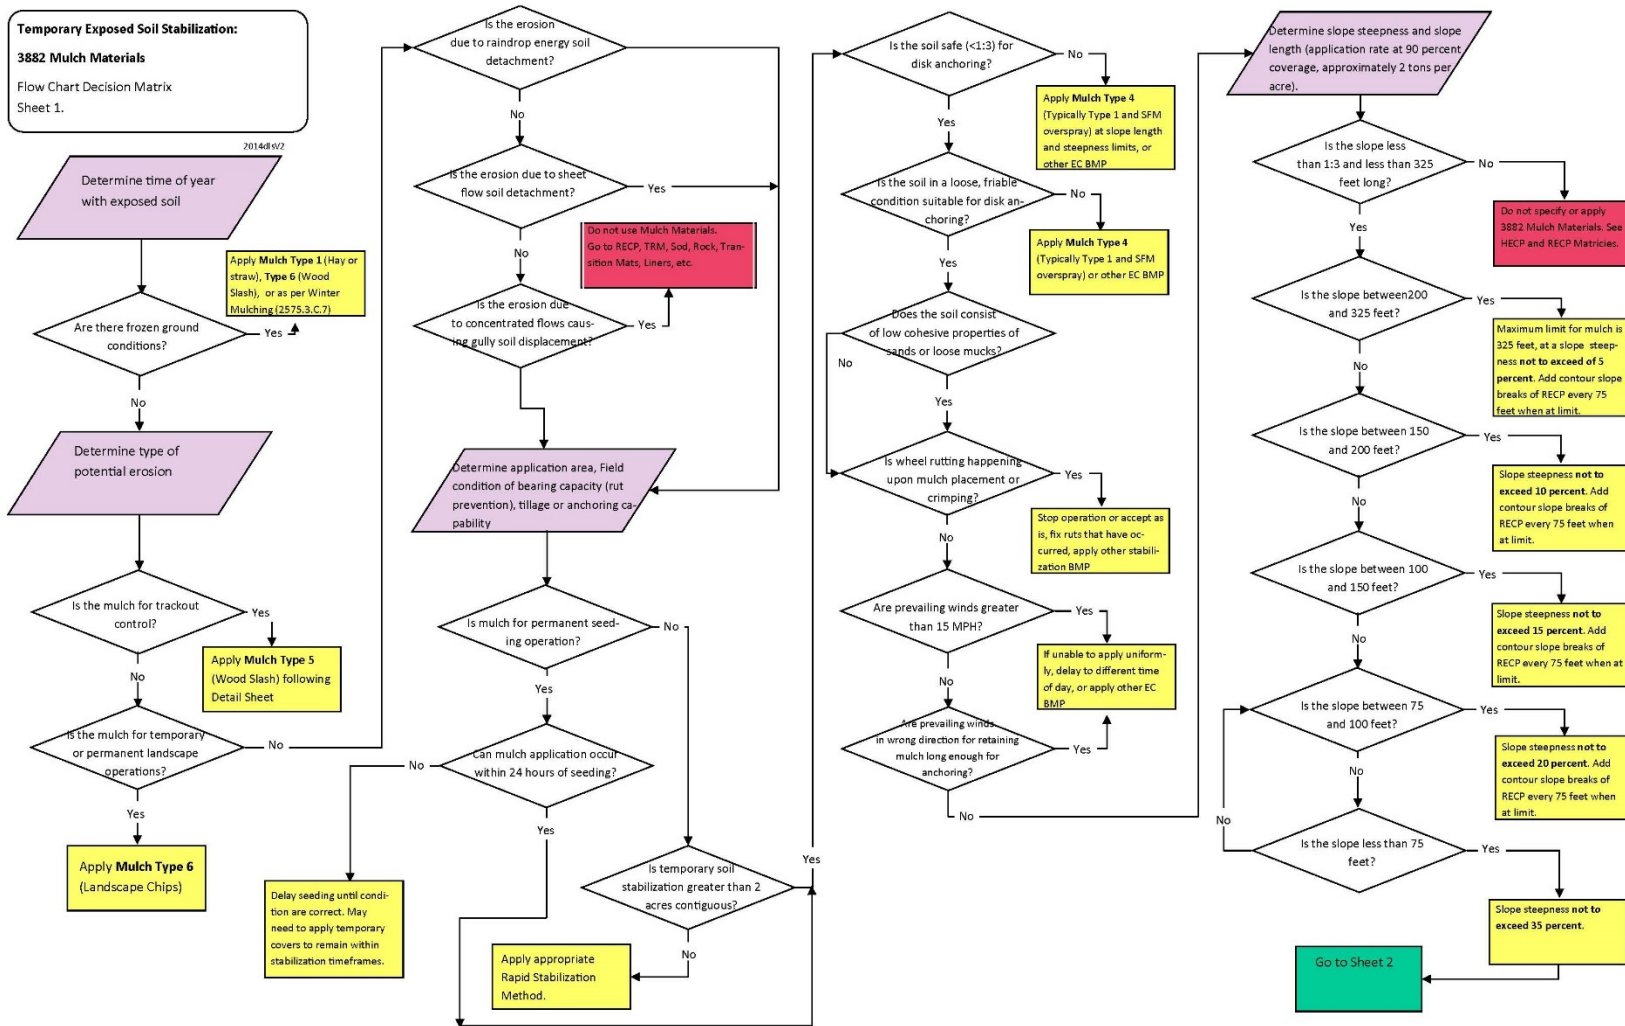 Temporary Exposed Soil Stabilization:
3882 Mulch Materials
Flow Chart Decision Matrix
Sheet 1.
2014dlsV2
Determine time of year
with exposed soil
Apply Mulch Type 1 (Hay or
straw), Type 6 (Wood
Slash), or as per Winter
Mulching (2575.3.C.7)
Are there frozen ground
conditions?
Yes
No
Determine type of
potential erosion
Is the mulch for trackout
control?
Yes
No
Apply Mulch Type 5
(Wood Slash) following
Detail Sheet
Is the mulch for temporary
or permanent landscape
operations?
No
Yes
Apply Mulch Type 6
(Landscape Chips)
Is the erosion
due to raindrop energy soil
detachment?
No
Is the erosion due to sheet
flow soil detachment?
Yes
No
Do not use Mulch Materials.
Go to RECP, TRM, Sod, Rock, Tran-
sition Mats, Liners, etc.
Is the erosion due
to concentrated flows caus-
ing gully soil displacement?
Yes
Determine application area, Field
condition of bearing capacity (rut
prevention), tillage or anchoring ca-
pability
Is mulch for permanent seed-
ing operation?
No
Yes
Can mulch application occur
within 24 hours of seeding?
No
Yes
Delay seeding until condi-
tion are correct. May
need to apply temporary
covers to remain within
stabilization timeframes.
Is temporary soil
stabilization greater than 2
acres contiguous?
Yes
No
Apply appropriate
Rapid Stabilization
Method.
Is the soil safe (<1:3) for
disk anchoring?
No
Yes
Apply Mulch Type 4
(Typically Type 1 and SFM
overspray) at slope length
and steepness limits, or
other EC BMP
Is the soil in a loose, friable
condition suitable for disk an-
choring?
No
Yes
Apply Mulch Type 4
(Typically Type 1 and SFM
overspray) or other EC BMP
Does the soil consist
of low cohesive properties of
sands or loose mucks?
No
Yes
Is wheel rutting happening
upon mulch placement or
crimping?
Yes
No
Stop operation or accept as
is, fix ruts that have oc-
curred, apply other stabili-
zation BMP
Are prevailing winds greater
than 15 MPH?
Yes
No
If unable to apply uniform-
ly, delay to different time
of day, or apply other EC
BMP
Are prevailing winds
in wrong direction for retaining
mulch long enough for
anchoring?
Yes
No
Determine slope steepness and slope
length (application rate at 90 percent
coverage, approximately 2 tons per
acre).
Is the slope less
than 1:3 and less than 325
feet long?
No
Yes
Do not specify or apply
3882 Mulch Materials. See
HECP and RECP Matricies.
Is the slope between200
and 325 feet?
Yes
No
Maximum limit for mulch is
325 feet, at a slope steep-
ness not to exceed of 5
percent. Add contour slope
breaks of RECP every 75
feet when at limit.
Is the slope between 150
and 200 feet?
Yes
No
Slope steepness not to
exceed 10 percent. Add
contour slope breaks of
RECP every 75 feet when
at limit.
Is the slope between 100
and 150 feet?
Yes
No
Slope steepness not to
exceed 15 percent. Add
contour slope breaks of
RECP every 75 feet when at
limit.
Is the slope between 75
and 100 feet?
Yes
No
Slope steepness not to
exceed 20 percent. Add
contour slope breaks of
RECP every 75 feet when
at limit.
No
Is the slope less than 75
feet?
Yes
Slope steepness not to
exceed 35 percent.
Go to Sheet 2